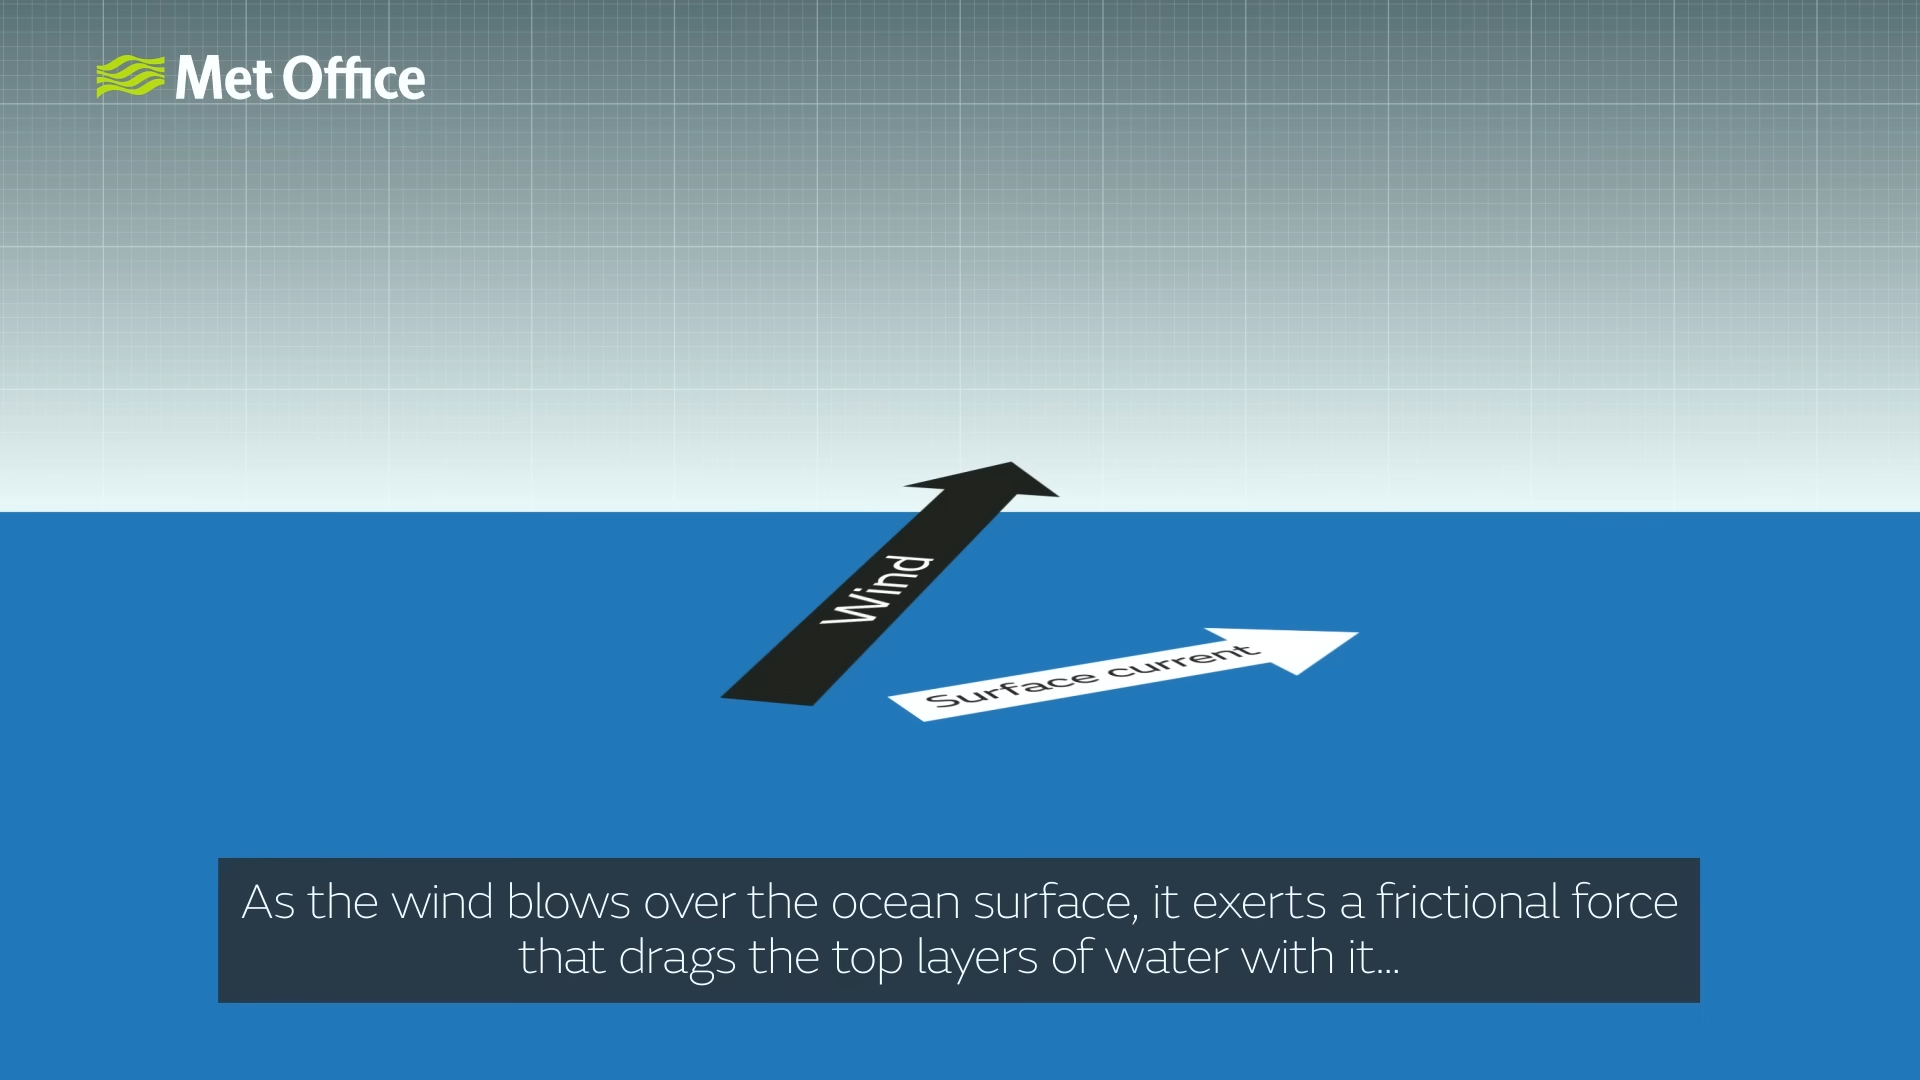 Met Office
Wind
Surface current
As the wind blows over the ocean surface, it exerts a frictional force
that drags the top layers of water with it...